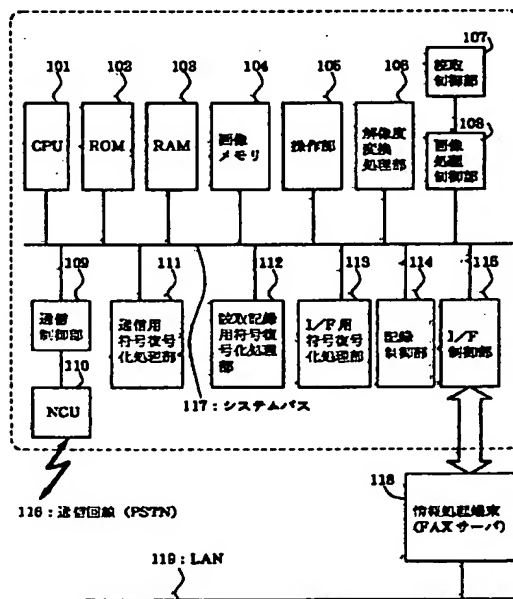 107
101
102
103
104
105
106
読取
制御部
108
CPU
ROM
RAM
画像
メモリ
操作部
解像度
変換
処理部
画像
処理
制御部
109
111
112
113
114
115
通信
制御部
通信用
符号復号
化処理部
読取記録
用符号復
号化処理
部
I/F用
符号復号
化処理部
記録
制御部
I/F
制御部
110
NCU
117：システムバス
116：通信回線 (PSTN)
118
情報処理端末
(FAXサーバ)
119：LAN